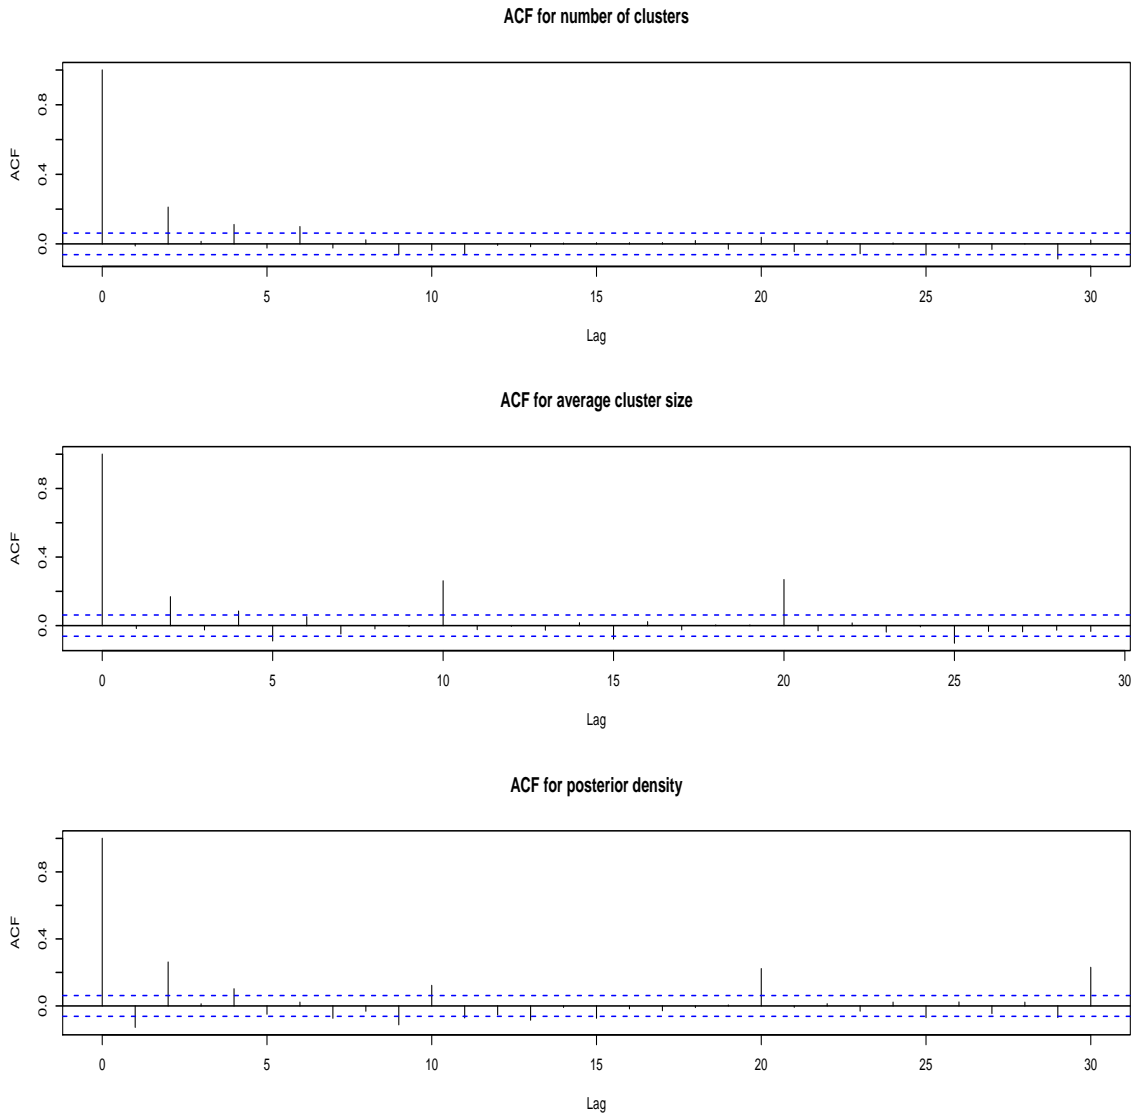 ACF for number of clusters
ACF
0.0 0.4 0.8
0 5 10 15 20 25 30
Lag
ACF for average cluster size
ACF
0.0 0.4 0.8
0 5 10 15 20 25 30
Lag
ACF for posterior density
ACF
0.0 0.4 0.8
0 5 10 15 20 25 30
Lag